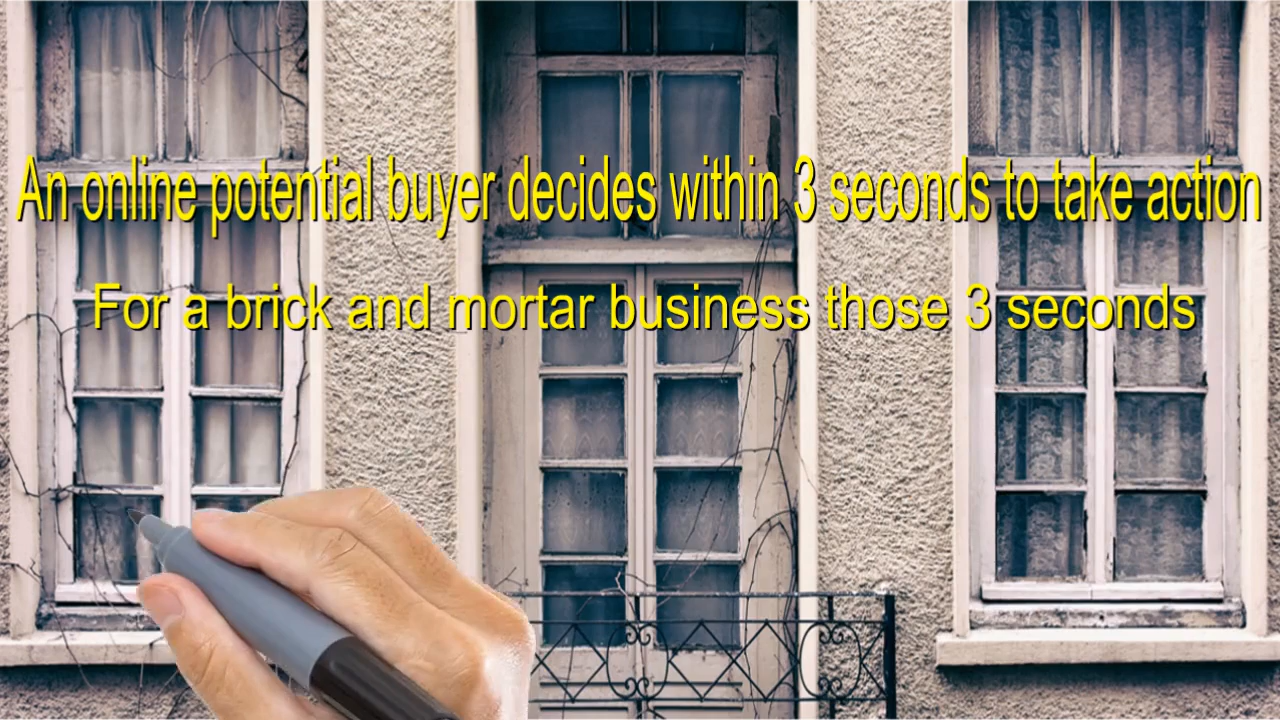 An online potential buyer decides within 3 seconds to take action
For a brick and mortar business those 3 seconds